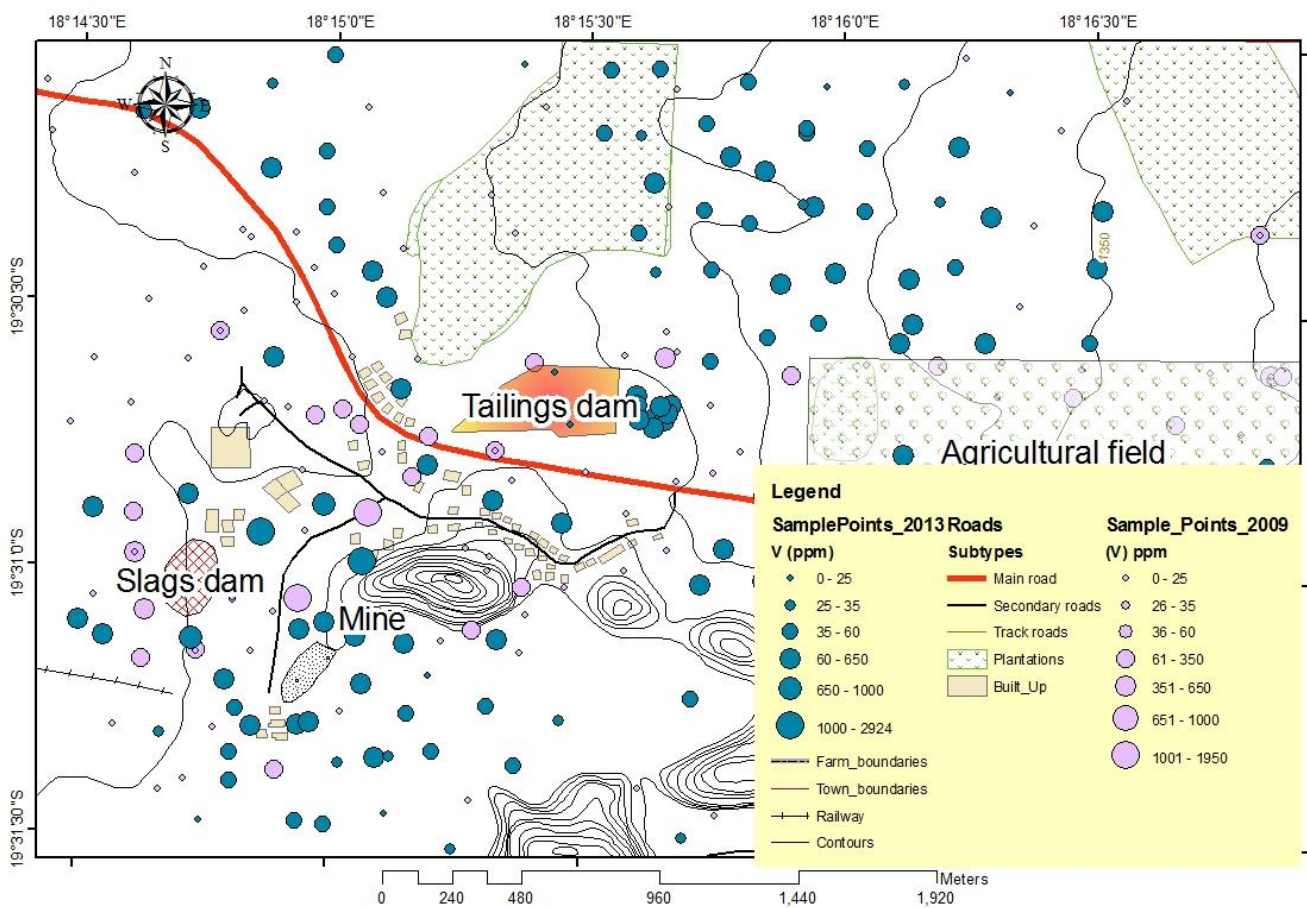 18°14'30"E 18°15'0"E 18°15'30"E 18°16'0"E 18°16'30"E
N
W E
S
1350
19°30'30"S
Tailings dam
Agricultural field
19°31'0"S
Slags dam
Mine
19°31'30"S
Legend
SamplePoints_2013
V (ppm)
0 - 25
25 - 35
35 - 60
60 - 650
650 - 1000
1000 - 2924
Farm_boundaries
Town_boundaries
Railway
Contours
Roads
Subtypes
Main road
Secondary roads
Track roads
Plantations
Built_Up
Sample_Points_2009
(V) ppm
0 - 25
26 - 35
36 - 60
61 - 350
351 - 650
651 - 1000
1001 - 1950
Meters
0 240 480 960 1,440 1,920